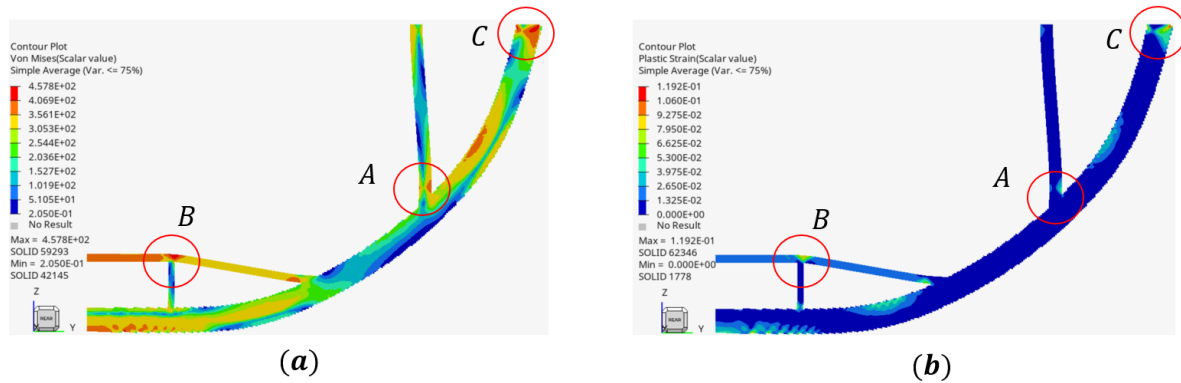 Contour Plot
Von Mises(Scalar value)
Simple Average (Var. <= 75%)
4.578E+02
4.069E+02
3.561E+02
3.053E+02
2.544E+02
2.036E+02
1.527E+02
1.019E+02
5.105E+01
2.050E-01
No Result
Max = 4.578E+02
SOLID 59293
Min = 2.050E-01
SOLID 42145
Z
REAR
Y
A
B
C
(a)
Contour Plot
Plastic Strain(Scalar value)
Simple Average (Var. <= 75%)
1.192E-01
1.060E-01
9.275E-02
7.950E-02
6.625E-02
5.300E-02
3.975E-02
2.650E-02
1.325E-02
0.000E+00
No Result
Max = 1.192E-01
SOLID 62346
Min = 0.000E+00
SOLID 1778
Z
REAR
Y
A
B
C
(b)